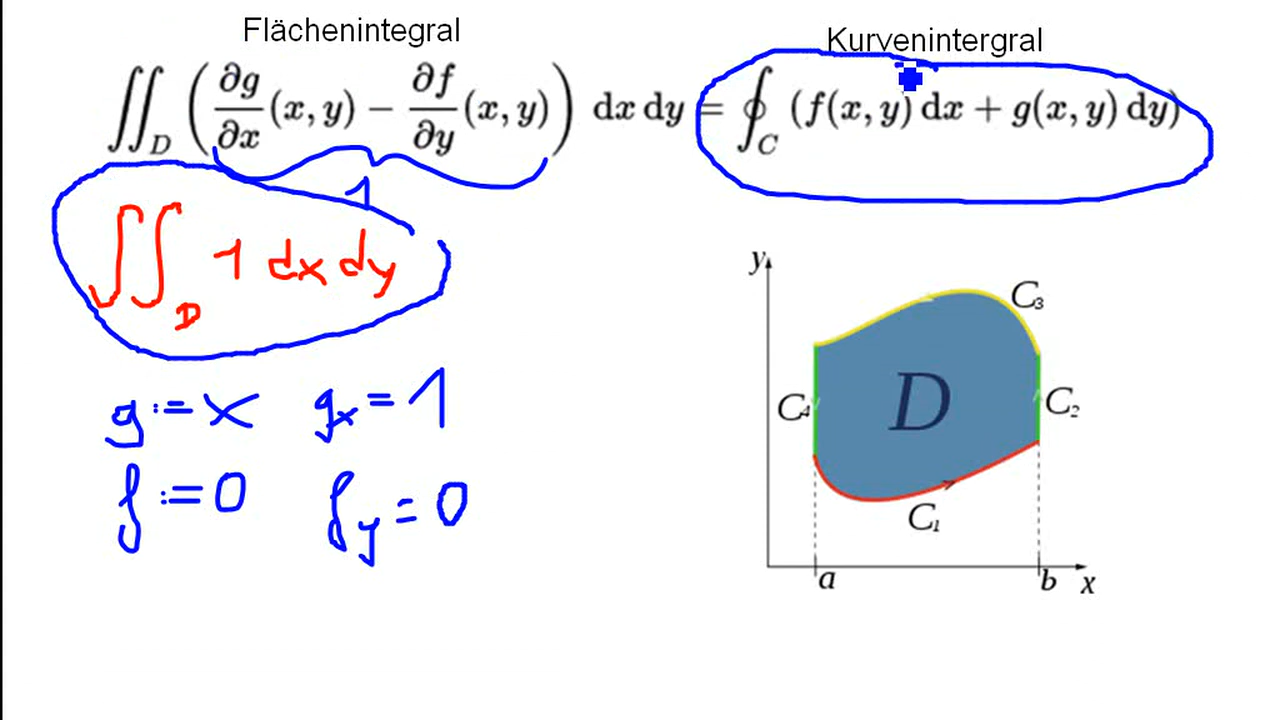 Flächenintegral
Kurvenintergral
∬_D (∂g/∂x (x, y) − ∂f/∂y (x, y)) dx dy = ∮_C (f(x, y) dx + g(x, y) dy)
1
∬_D 1 dx dy
g := x g_x = 1
f := 0 f_y = 0
y
C₃
C₄
D
C₂
C₁
a
b
x